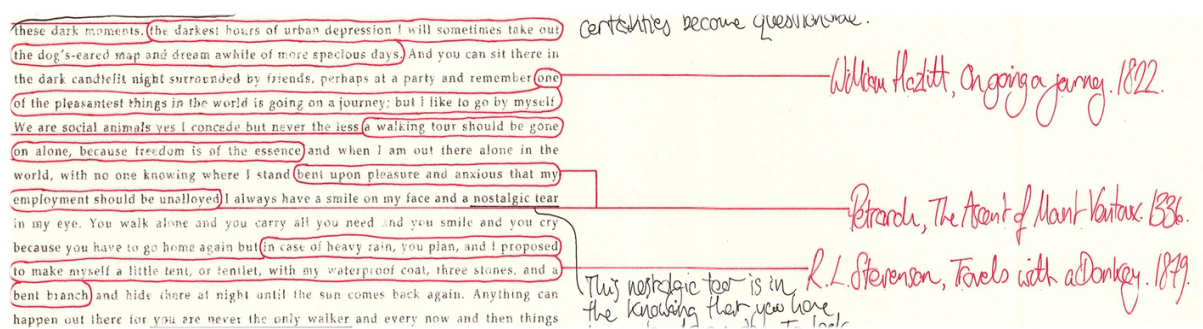 these dark moments. the darkest hours of urban depression I will sometimes take out
the dog's-eared map and dream awhile of more spacious days. And you can sit there in
the dark candlelit night surrounded by friends, perhaps at a party and remember one
of the pleasantest things in the world is going on a journey; but I like to go by myself
We are social animals yes I concede but never the less a walking tour should be gone
on alone, because freedom is of the essence and when I am out there alone in the
world, with no one knowing where I stand bent upon pleasure and anxious that my
employment should be unalloyed I always have a smile on my face and a nostalgic tear
in my eye. You walk alone and you carry all you need and you smile and you cry
because you have to go home again but in case of heavy rain, you plan, and I proposed
to make myself a little tent, or tentlet, with my waterproof coat, three stones, and a
bent branch and hide there at night until the sun comes back again. Anything can
happen out there for you are never the only walker and every now and then things
certainties become questionable.
William Hazlitt, On going a journey. 1822.
Petrarch, The Ascent of Mount Ventoux. 1336.
R.L. Stevenson, Travels with a Donkey. 1879.
This nostalgic tear is in
the knowing that you have